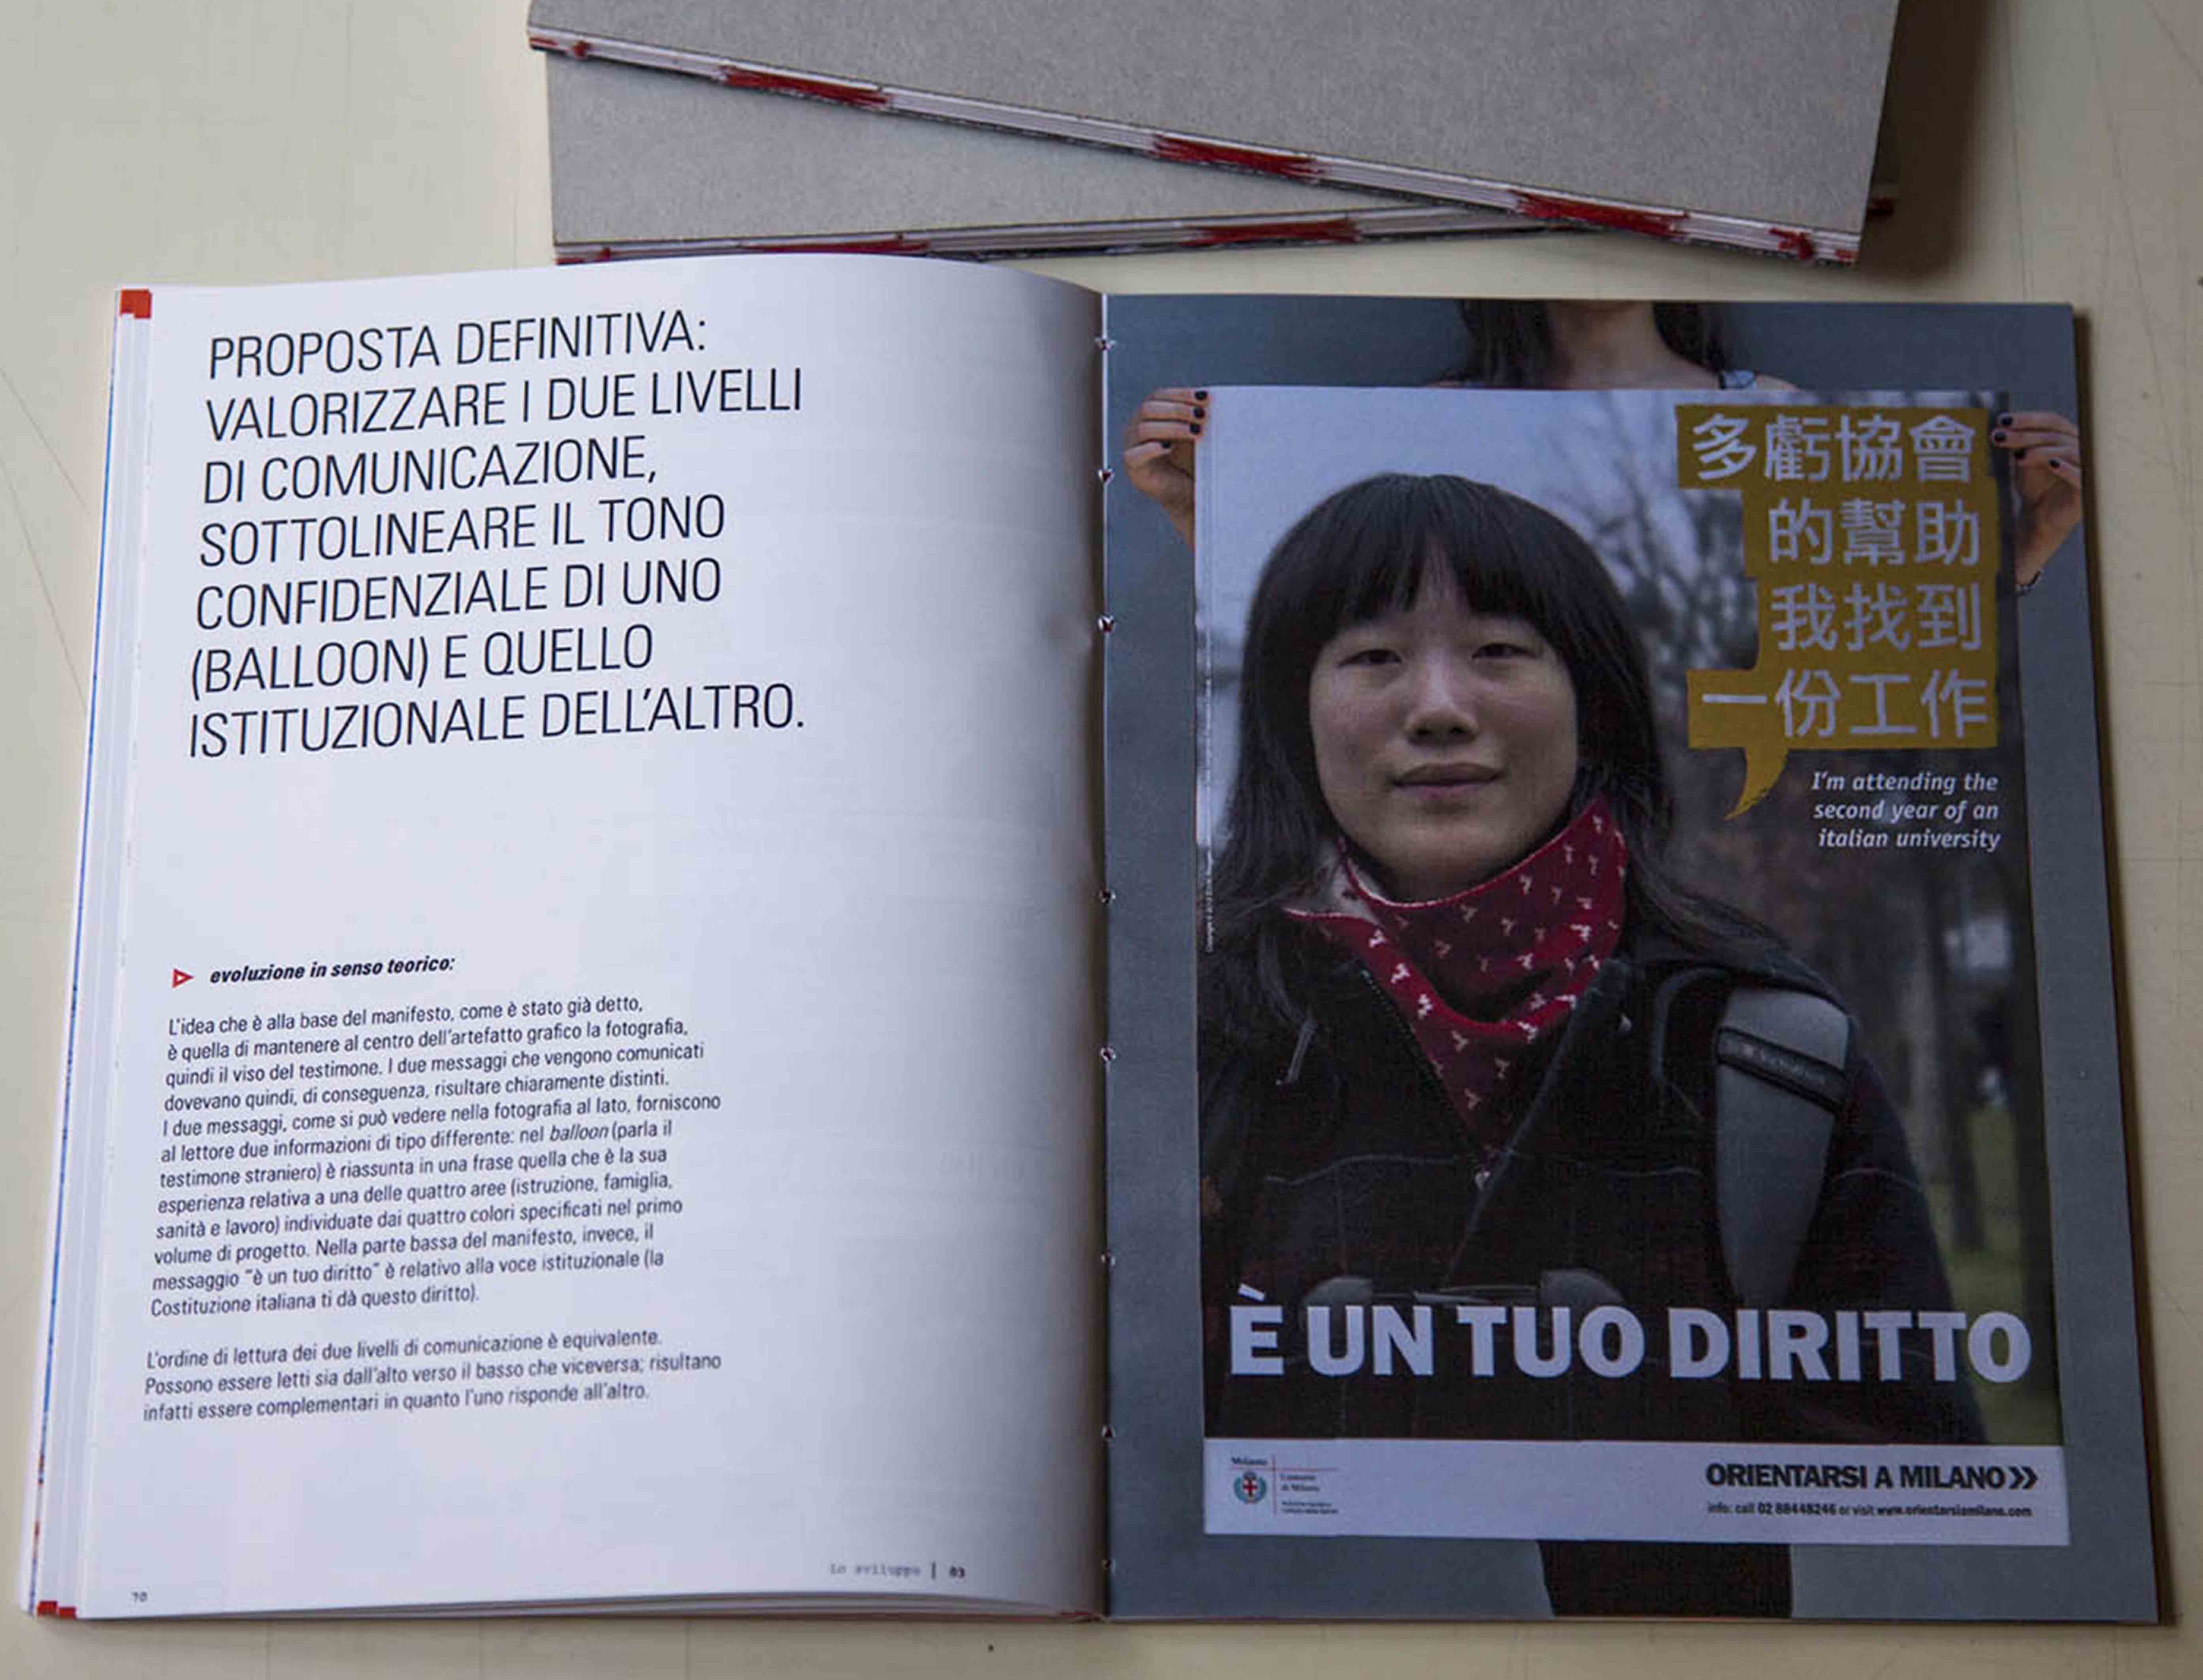 PROPOSTA DEFINITIVA:
VALORIZZARE I DUE LIVELLI
DI COMUNICAZIONE,
SOTTOLINEARE IL TONO
CONFIDENZIALE DI UNO
(BALLOON) E QUELLO
ISTITUZIONALE DELL'ALTRO.
evoluzione in senso teorico:
L'idea che è alla base del manifesto, come è stato già detto,
è quella di mantenere al centro dell'artefatto grafico la fotografia,
quindi il viso del testimone. I due messaggi che vengono comunicati
dovevano quindi, di conseguenza, risultare chiaramente distinti.
I due messaggi, come si può vedere nella fotografia al lato, forniscono
al lettore due informazioni di tipo differente: nel balloon (parla il
testimone straniero) è riassunta in una frase quella che è la sua
esperienza relativa a una delle quattro aree (istruzione, famiglia,
sanità e lavoro) individuate dai quattro colori specificati nel primo
volume di progetto. Nella parte bassa del manifesto, invece, il
messaggio "è un tuo diritto" è relativo alla voce istituzionale (la
Costituzione italiana ti dà questo diritto).
L'ordine di lettura dei due livelli di comunicazione è equivalente.
Possono essere letti sia dall'alto verso il basso che viceversa; risultano
infatti essere complementari in quanto l'uno risponde all'altro.
Lo sviluppo | 03
70
多虧協會
的幫助
我找到
一份工作
I'm attending the
second year of an
italian university
È UN TUO DIRITTO
Milano
Comune
di Milano
ORIENTARSI A MILANO
info: call 02 88448246 or visit www.orientarsiamilano.com